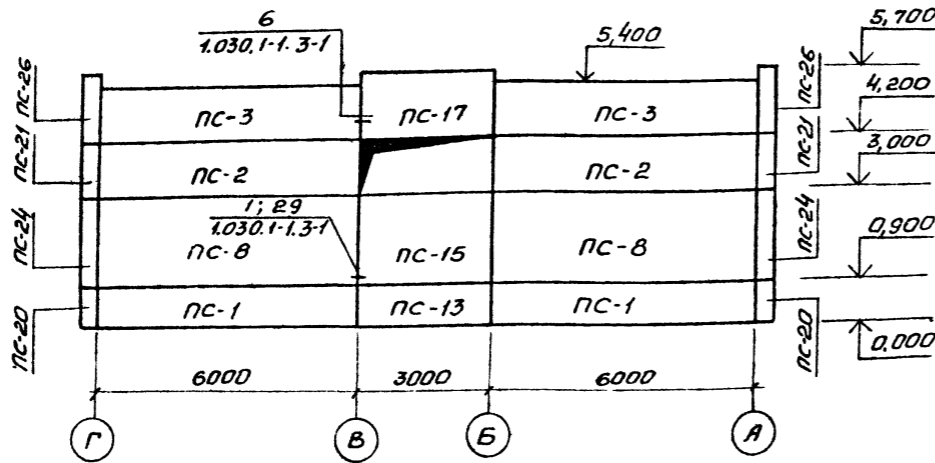 6
1.030.1-1.3-1
5,400
5,700
4,200
3,000
0,900
0,000
ПС-26
ПС-21
ПС-24
ПС-20
ПС-3
ПС-17
ПС-3
ПС-2
ПС-2
1; 29
1.030.1-1.3-1
ПС-8
ПС-15
ПС-8
ПС-1
ПС-13
ПС-1
ПС-26
ПС-21
ПС-24
ПС-20
6000
3000
6000
Г
В
Б
А